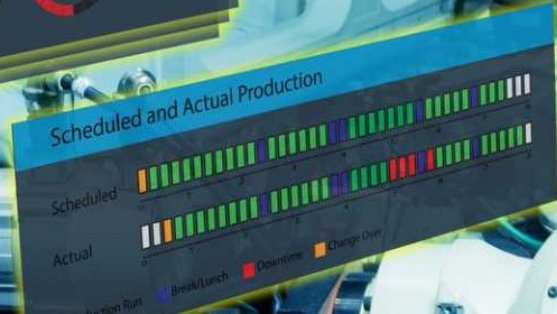 Scheduled and Actual Production
Scheduled
Actual
Break/Lunch
Downtime
Change Over